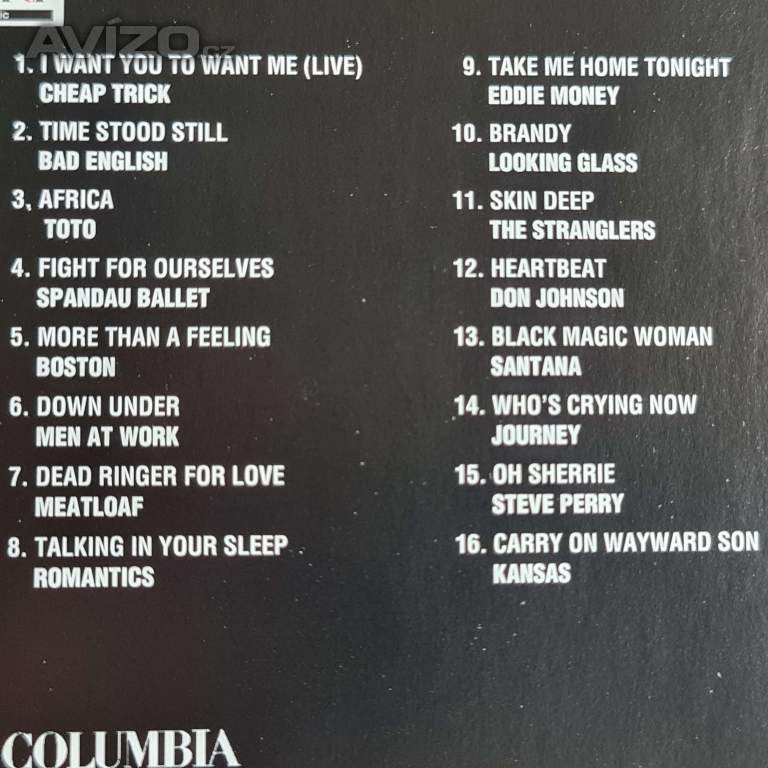 ic
Avízo.cz
1. I WANT YOU TO WANT ME (LIVE)
CHEAP TRICK
2. TIME STOOD STILL
BAD ENGLISH
3, AFRICA
TOTO
4. FIGHT FOR OURSELVES
SPANDAU BALLET
5. MORE THAN A FEELING
BOSTON
6. DOWN UNDER
MEN AT WORK
7. DEAD RINGER FOR LOVE
MEATLOAF
8. TALKING IN YOUR SLEEP
ROMANTICS
9. TAKE ME HOME TONIGHT
EDDIE MONEY
10. BRANDY
LOOKING GLASS
11. SKIN DEEP
THE STRANGLERS
12. HEARTBEAT
DON JOHNSON
13. BLACK MAGIC WOMAN
SANTANA
14. WHO'S CRYING NOW
JOURNEY
15. OH SHERRIE
STEVE PERRY
16. CARRY ON WAYWARD SON
KANSAS
COLUMBIA